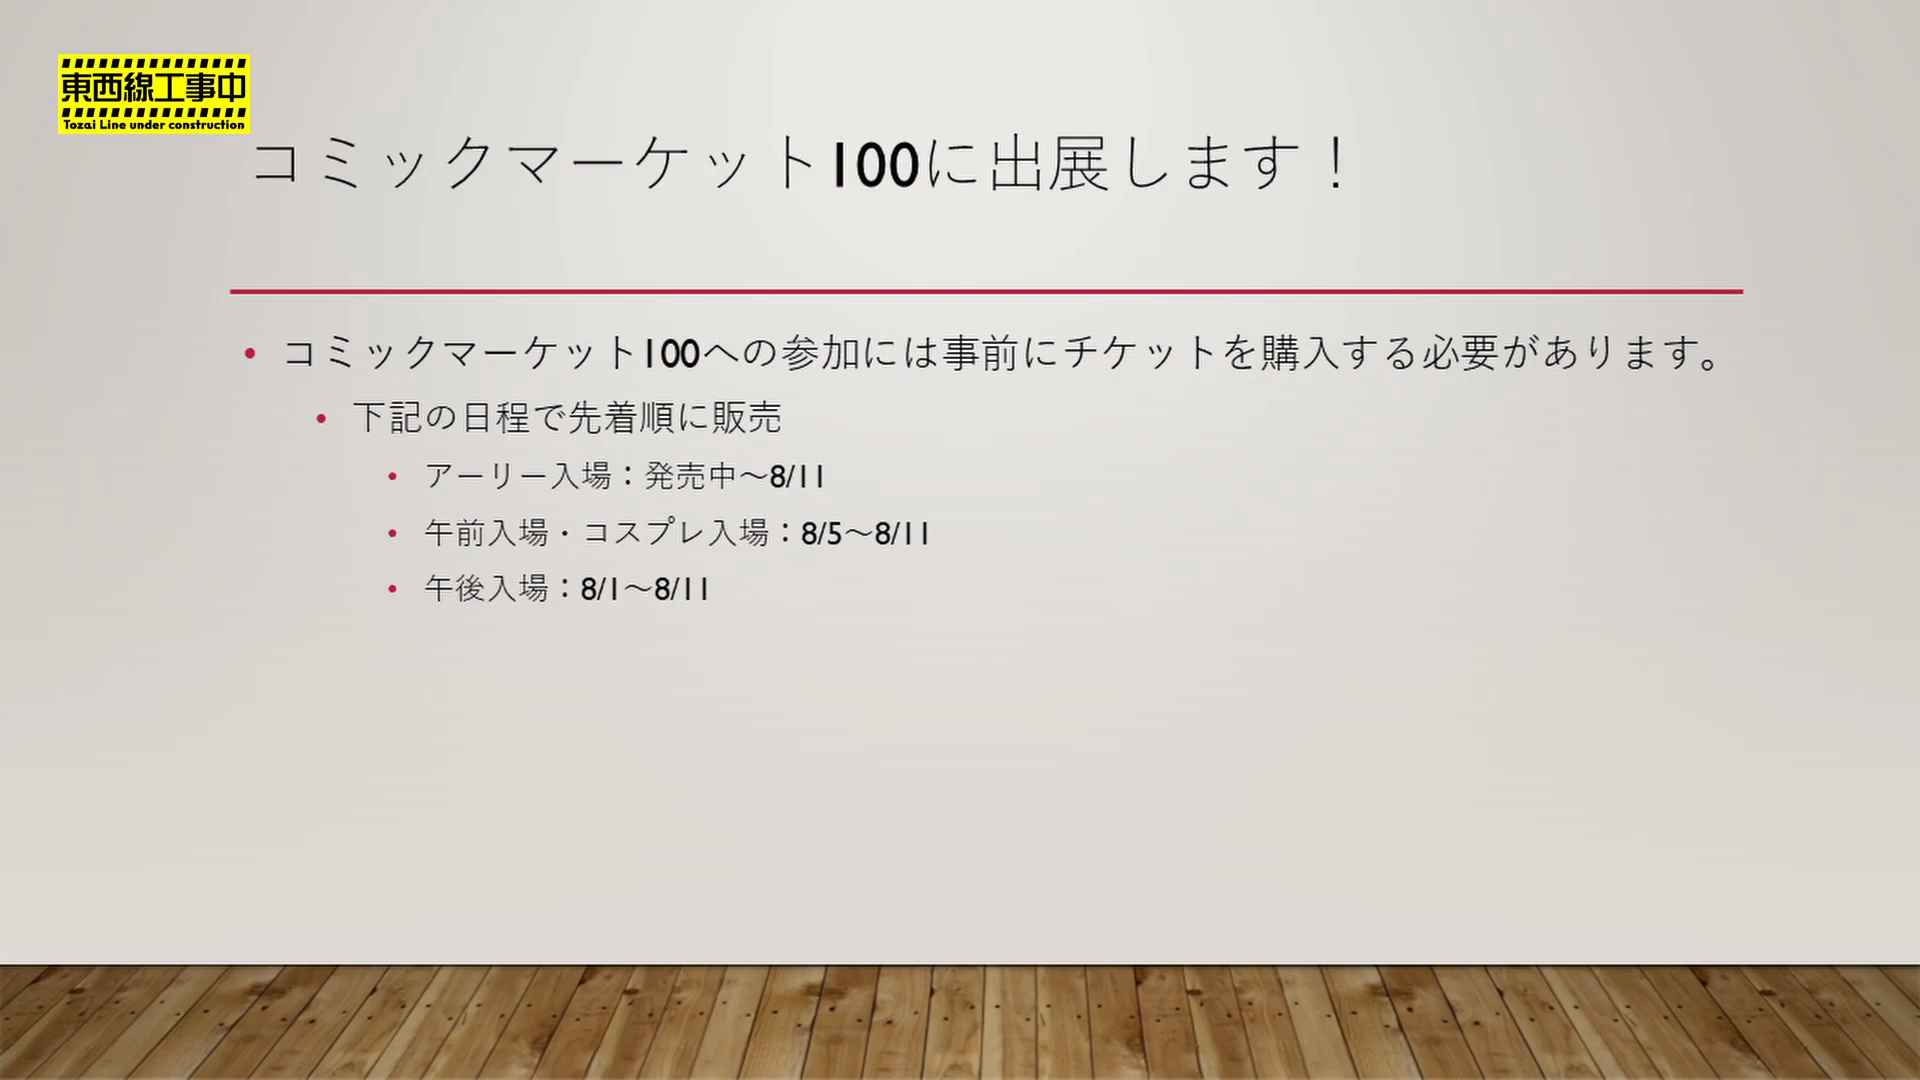 東西線工事中
Tozai Line under construction
コミックマーケット100に出展します！
• コミックマーケット100への参加には事前にチケットを購入する必要があります。
• 下記の日程で先着順に販売
• アーリー入場：発売中～8/11
• 午前入場・コスプレ入場：8/5～8/11
• 午後入場：8/1～8/11